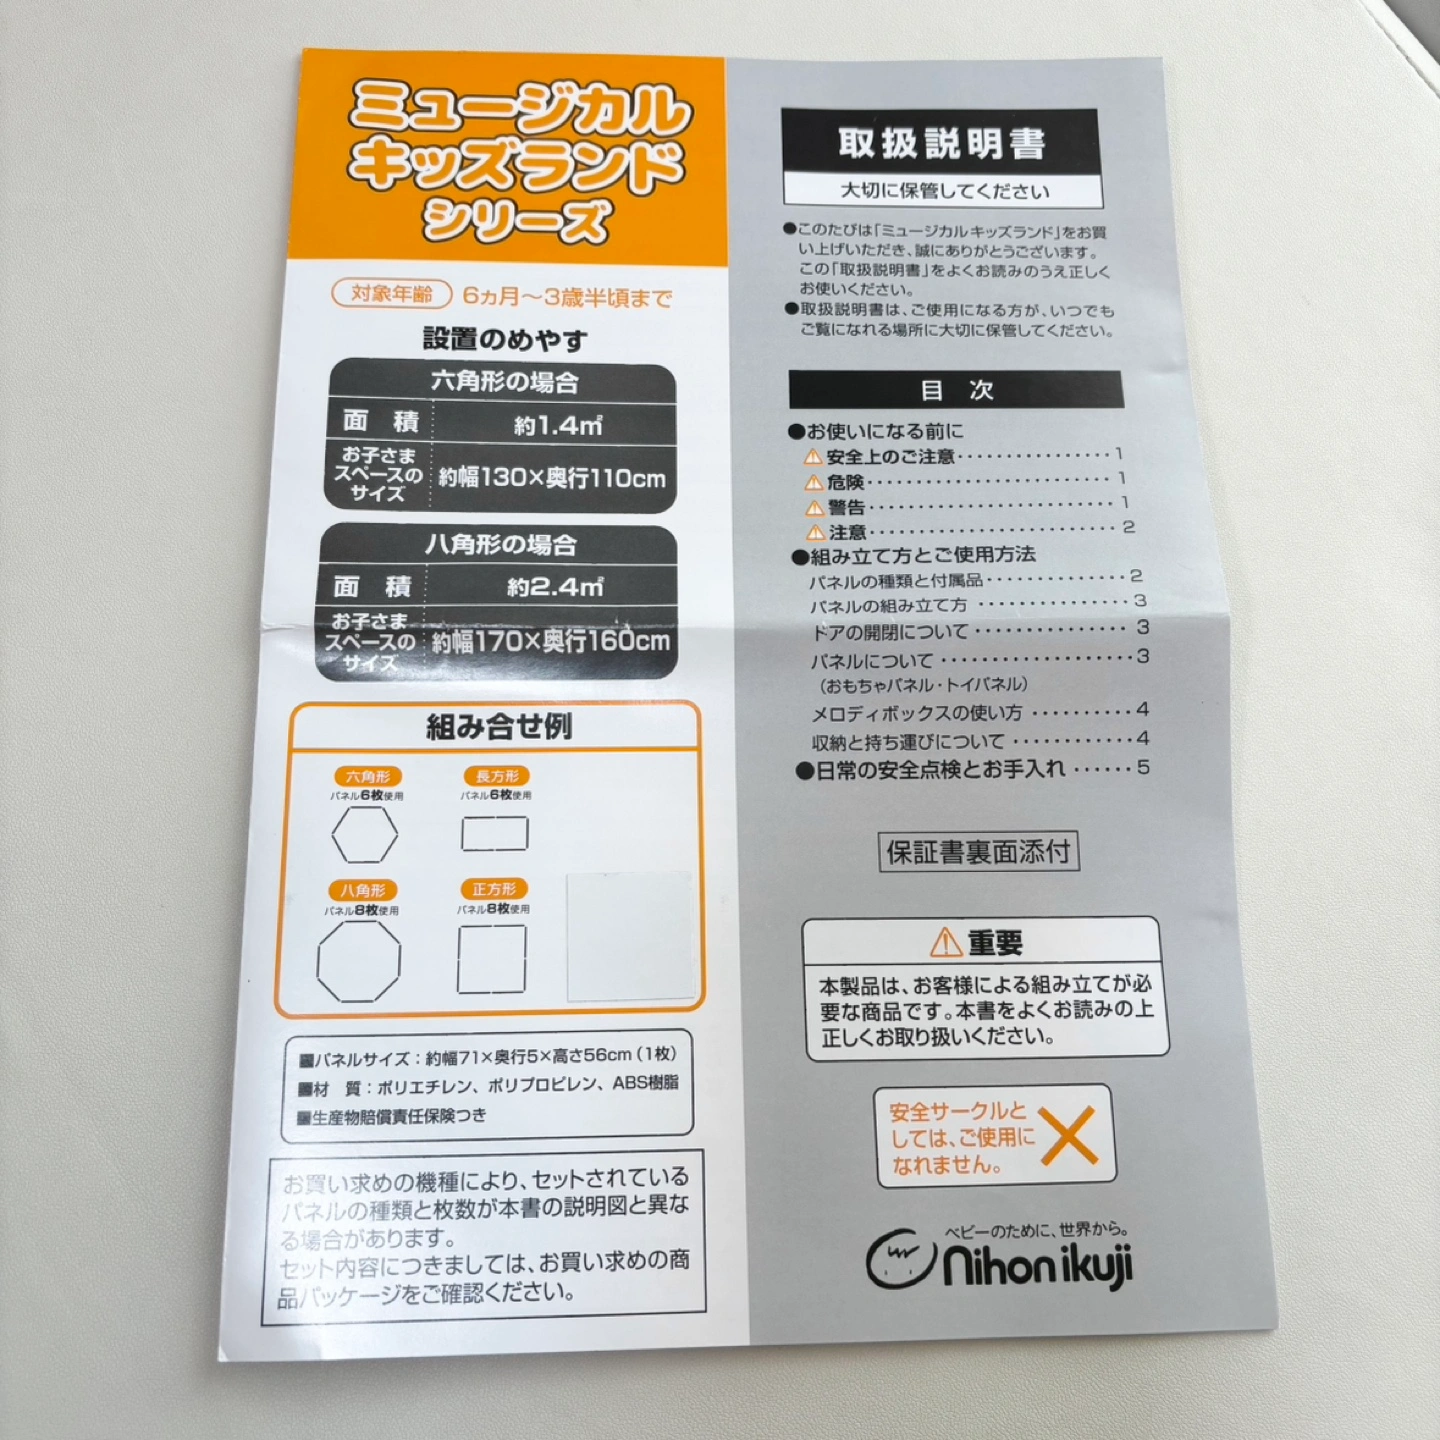 ミュージカル
キッズランド
シリーズ
対象年齢 6ヵ月〜3歳半頃まで
設置のめやす
六角形の場合
面 積 約1.4㎡
お子さま
スペースの
サイズ
約幅130×奥行110cm
八角形の場合
面 積 約2.4㎡
お子さま
スペースの
サイズ
約幅170×奥行160cm
組み合せ例
六角形
パネル6枚使用
長方形
パネル6枚使用
八角形
パネル8枚使用
正方形
パネル8枚使用
■パネルサイズ：約幅71×奥行5×高さ56cm（1枚）
■材 質：ポリエチレン、ポリプロピレン、ABS樹脂
■生産物賠償責任保険つき
お買い求めの機種により、セットされている
パネルの種類と枚数が本書の説明図と異な
る場合があります。
セット内容につきましては、お買い求めの商
品パッケージをご確認ください。
取扱説明書
大切に保管してください
●このたびは「ミュージカルキッズランド」をお買
い上げいただき、誠にありがとうございます。
この「取扱説明書」をよくお読みのうえ正しく
お使いください。
●取扱説明書は、ご使用になる方が、いつでも
ご覧になれる場所に大切に保管してください。
目 次
●お使いになる前に
⚠安全上のご注意・・・・・・・・・・・・・・・・1
⚠危険・・・・・・・・・・・・・・・・・・・・・・・・1
⚠警告・・・・・・・・・・・・・・・・・・・・・・・・1
⚠注意・・・・・・・・・・・・・・・・・・・・・・・・2
●組み立て方とご使用方法
パネルの種類と付属品・・・・・・・・・・・・・・2
パネルの組み立て方・・・・・・・・・・・・・・・3
ドアの開閉について・・・・・・・・・・・・・・・3
パネルについて・・・・・・・・・・・・・・・・・・・3
（おもちゃパネル・トイパネル）
メロディボックスの使い方・・・・・・・・・・4
収納と持ち運びについて・・・・・・・・・・・・4
●日常の安全点検とお手入れ・・・・・・5
保証書裏面添付
⚠重要
本製品は、お客様による組み立てが必
要な商品です。本書をよくお読みの上
正しくお取り扱いください。
安全サークルと
しては、ご使用に
なれません。
ベビーのために、世界から。
nihon ikuji